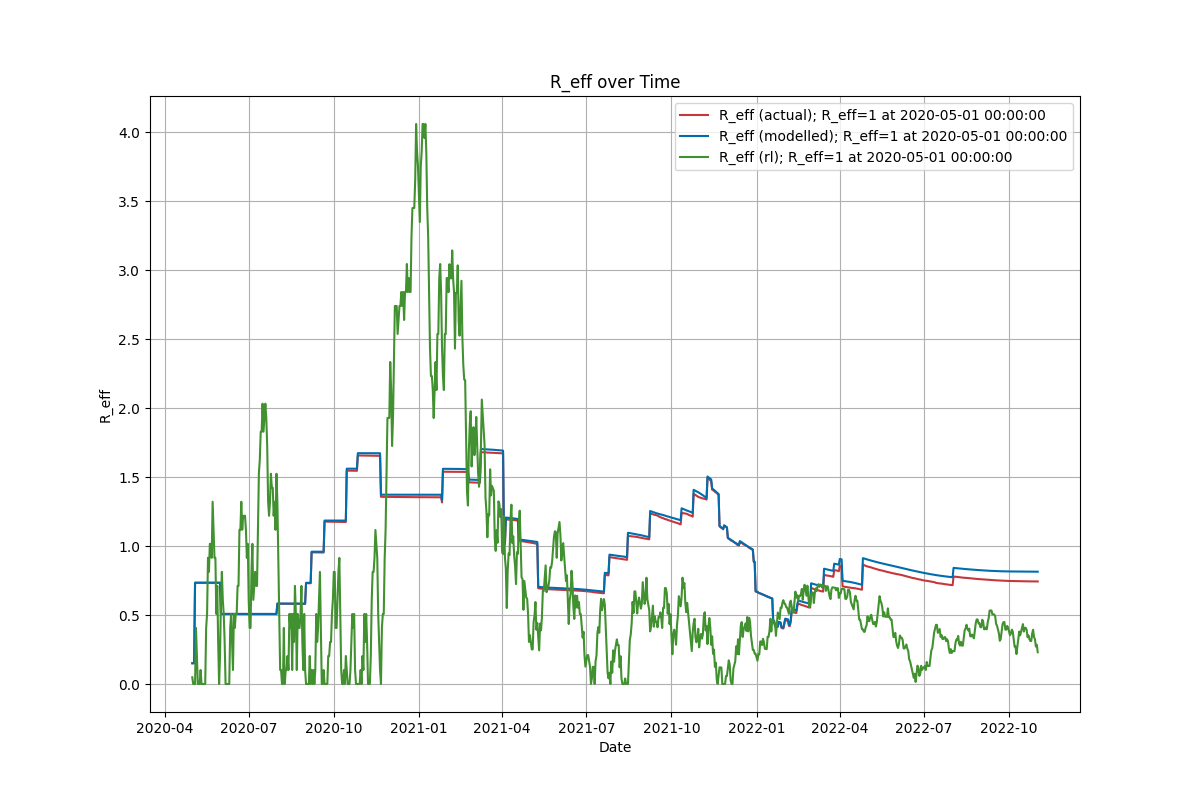 R_eff over Time
R_eff (actual); R_eff=1 at 2020-05-01 00:00:00
R_eff (modelled); R_eff=1 at 2020-05-01 00:00:00
R_eff (rl); R_eff=1 at 2020-05-01 00:00:00
4.0
3.5
3.0
2.5
2.0
1.5
1.0
0.5
0.0
R_eff
2020-04 2020-07 2020-10 2021-01 2021-04 2021-07 2021-10 2022-01 2022-04 2022-07 2022-10
Date